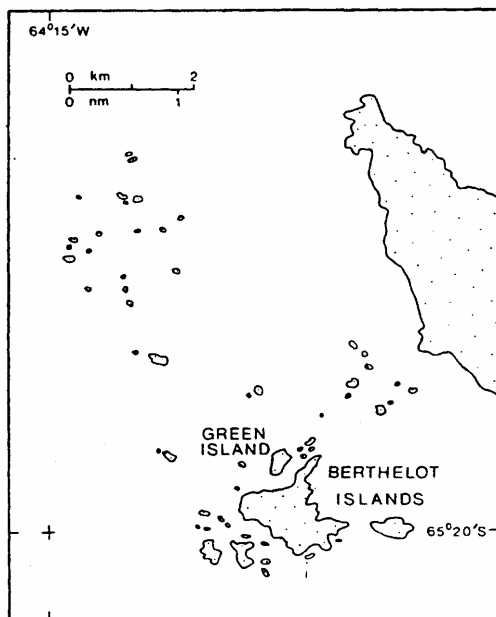 64°15'W
0 km 2
0 nm 1
GREEN
ISLAND
BERTHELOT
ISLANDS
65°20'S